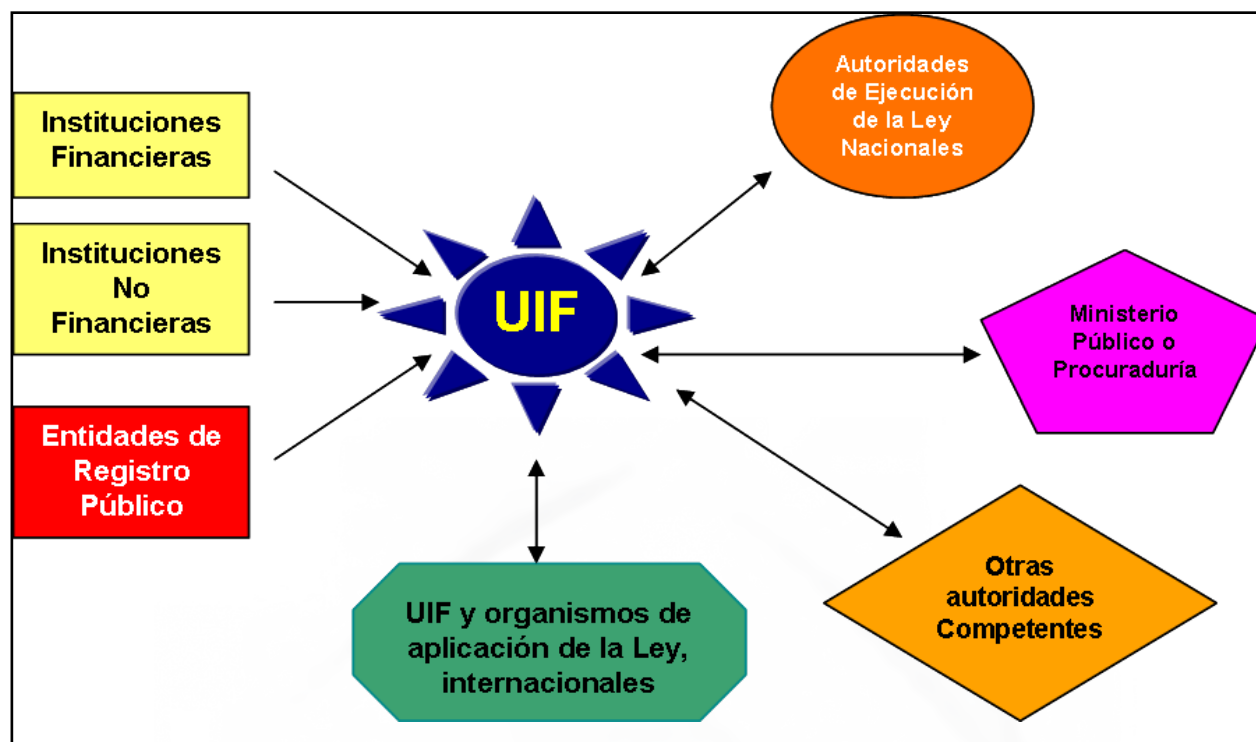 Instituciones
Financieras
Instituciones
No
Financieras
Entidades de
Registro
Público
UIF
Autoridades
de Ejecución
de la Ley
Nacionales
Ministerio
Público o
Procuraduría
Otras
autoridades
Competentes
UIF y organismos de
aplicación de la Ley,
internacionales